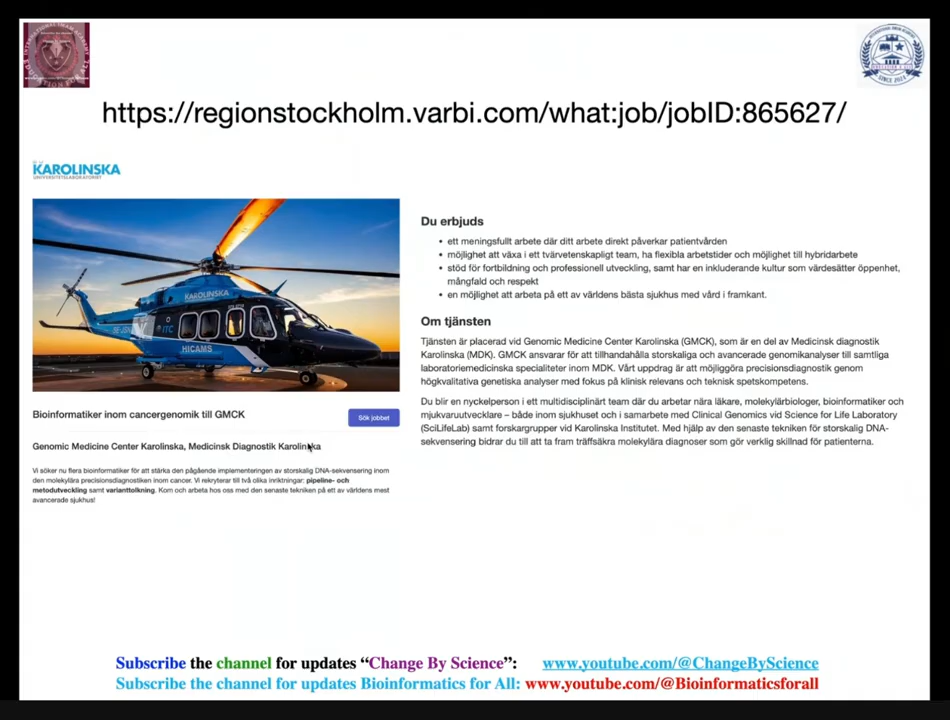 https://regionstockholm.varbi.com/what:job/jobID:865627/
KAROLINSKA
UNIVERSITETSLABORATORIET
KAROLINSKA
SE-JSN
ITC
HICAMS
Bioinformatiker inom cancergenomik till GMCK
Sök jobbet
Genomic Medicine Center Karolinska, Medicinsk Diagnostik Karolinska
Vi söker nu flera bioinformatiker för att stärka den pågående implementeringen av storskalig DNA-sekvensering inom
den molekylära precisionsdiagnostiken inom cancer. Vi rekryterar till två olika inriktningar: pipeline- och
metodutveckling samt varianttolkning. Kom och arbeta hos oss med den senaste tekniken på ett av världens mest
avancerade sjukhus!
Du erbjuds
• ett meningsfullt arbete där ditt arbete direkt påverkar patientvården
• möjlighet att växa i ett tvärvetenskapligt team, ha flexibla arbetstider och möjlighet till hybridarbete
• stöd för fortbildning och professionell utveckling, samt har en inkluderande kultur som värdesätter öppenhet,
mångfald och respekt
• en möjlighet att arbeta på ett av världens bästa sjukhus med vård i framkant.
Om tjänsten
Tjänsten är placerad vid Genomic Medicine Center Karolinska (GMCK), som är en del av Medicinsk diagnostik
Karolinska (MDK). GMCK ansvarar för att tillhandahålla storskaliga och avancerade genomikanalyser till samtliga
laboratoriemedicinska specialiteter inom MDK. Vårt uppdrag är att möjliggöra precisionsdiagnostik genom
högkvalitativa genetiska analyser med fokus på klinisk relevans och teknisk spetskompetens.
Du blir en nyckelperson i ett multidisciplinärt team där du arbetar nära läkare, molekylärbiologer, bioinformatiker och
mjukvaruutvecklare – både inom sjukhuset och i samarbete med Clinical Genomics vid Science for Life Laboratory
(SciLifeLab) samt forskargrupper vid Karolinska Institutet. Med hjälp av den senaste tekniken för storskalig DNA-
sekvensering bidrar du till att ta fram träffsäkra molekylära diagnoser som gör verklig skillnad för patienterna.
Subscribe the channel for updates “Change By Science”: www.youtube.com/@ChangeByScience
Subscribe the channel for updates Bioinformatics for All: www.youtube.com/@Bioinformaticsforall